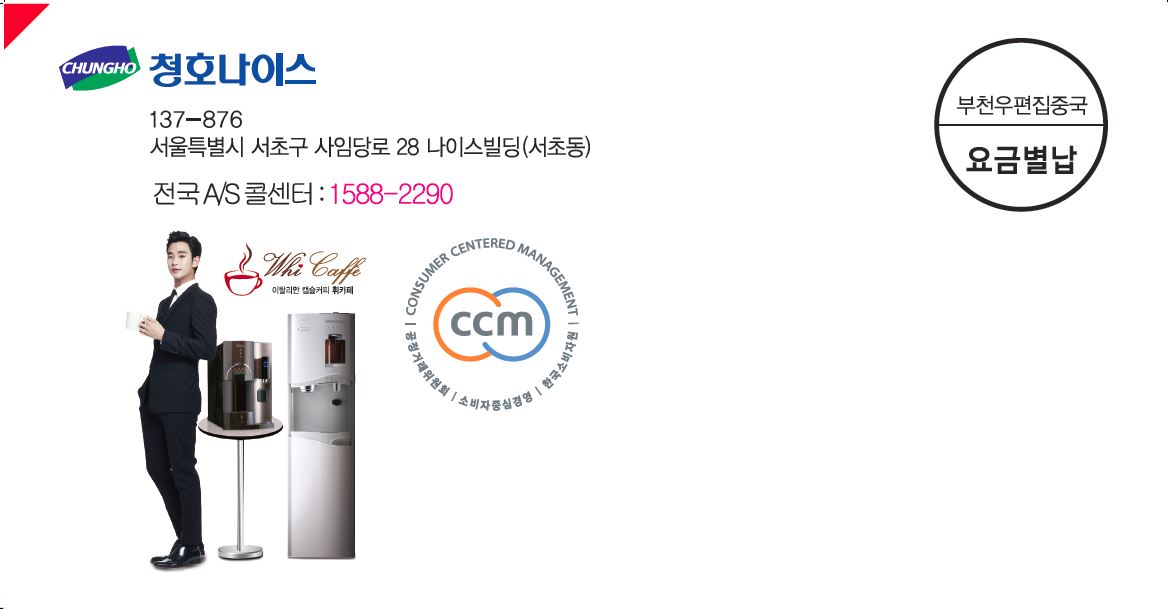 CHUNGHO 청호나이스
137-876
서울특별시 서초구 사임당로 28 나이스빌딩(서초동)
전국 A/S 콜센터 : 1588-2290
부천우편집중국
요금별납
Whi Caffe
이탈리안 캡슐커피 휘카페
CONSUMER CENTERED MANAGEMENT
ccm
공정거래위원회 | 소비자중심경영 | 한국소비자원